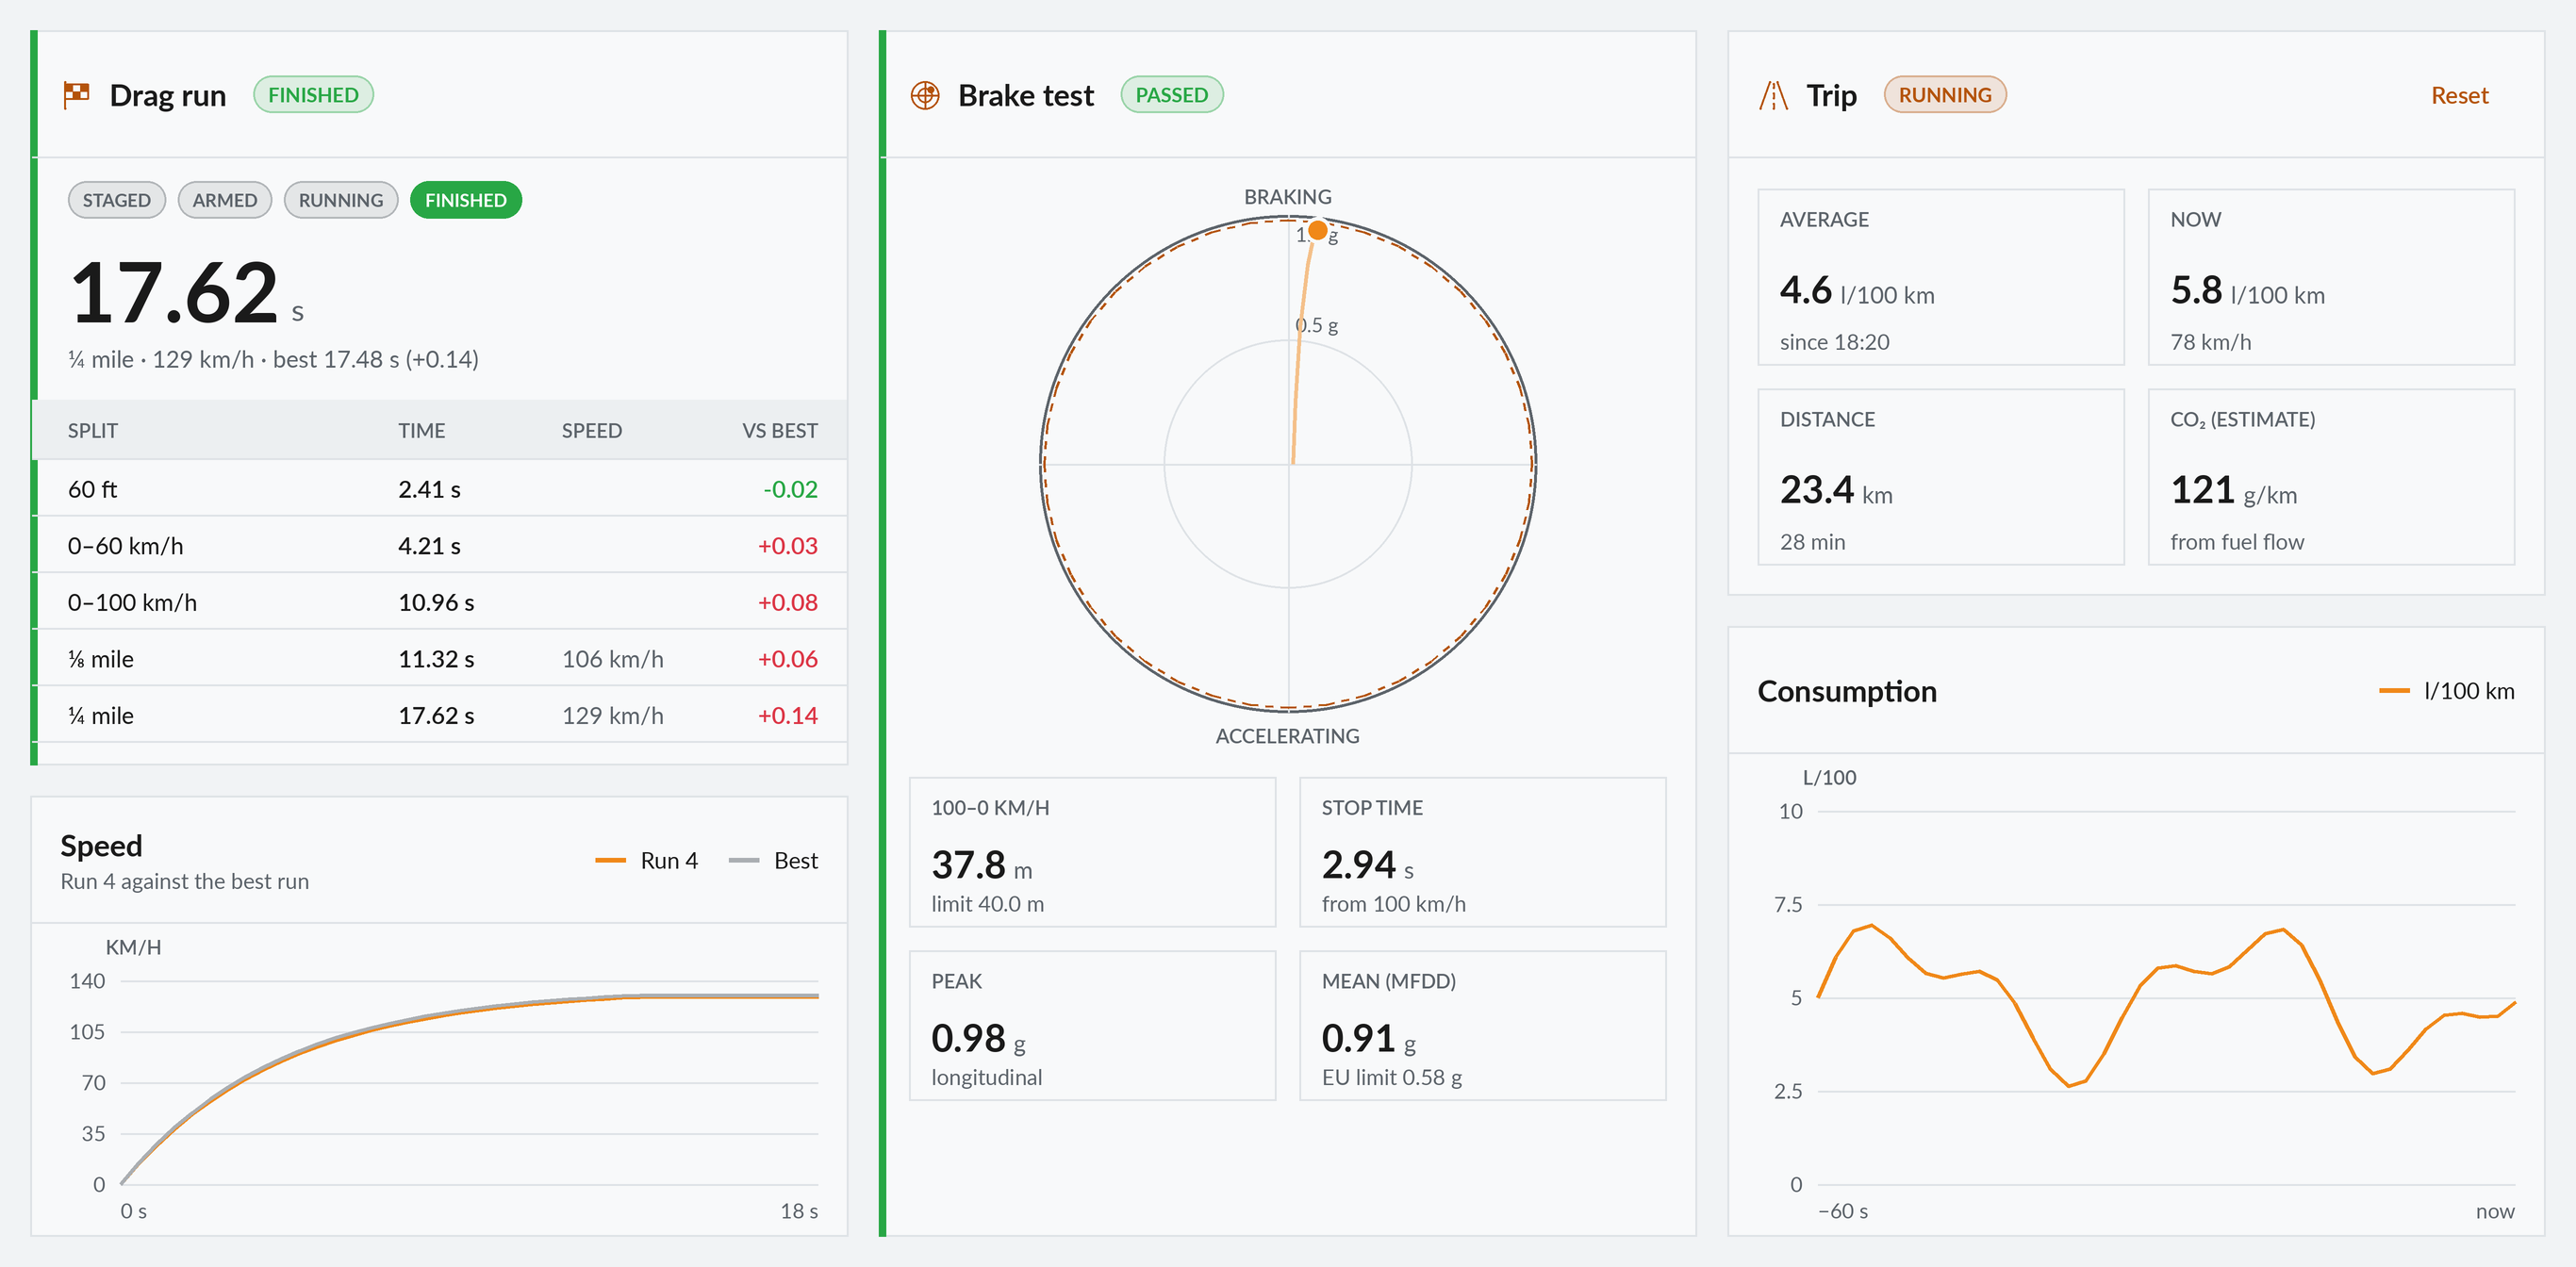 Drag run FINISHED
STAGED ARMED RUNNING FINISHED
17.62 s
¼ mile · 129 km/h · best 17.48 s (+0.14)
SPLIT TIME SPEED VS BEST
60 ft 2.41 s -0.02
0–60 km/h 4.21 s +0.03
0–100 km/h 10.96 s +0.08
⅛ mile 11.32 s 106 km/h +0.06
¼ mile 17.62 s 129 km/h +0.14
Speed
Run 4 against the best run
Run 4 Best
KM/H
140
105
70
35
0
0 s 18 s
Brake test PASSED
BRAKING
0.5 g
ACCELERATING
100–0 KM/H
37.8 m
limit 40.0 m
STOP TIME
2.94 s
from 100 km/h
PEAK
0.98 g
longitudinal
MEAN (MFDD)
0.91 g
EU limit 0.58 g
Trip RUNNING Reset
AVERAGE
4.6 l/100 km
since 18:20
NOW
5.8 l/100 km
78 km/h
DISTANCE
23.4 km
28 min
CO₂ (ESTIMATE)
121 g/km
from fuel flow
Consumption l/100 km
L/100
10
7.5
5
2.5
0
−60 s now